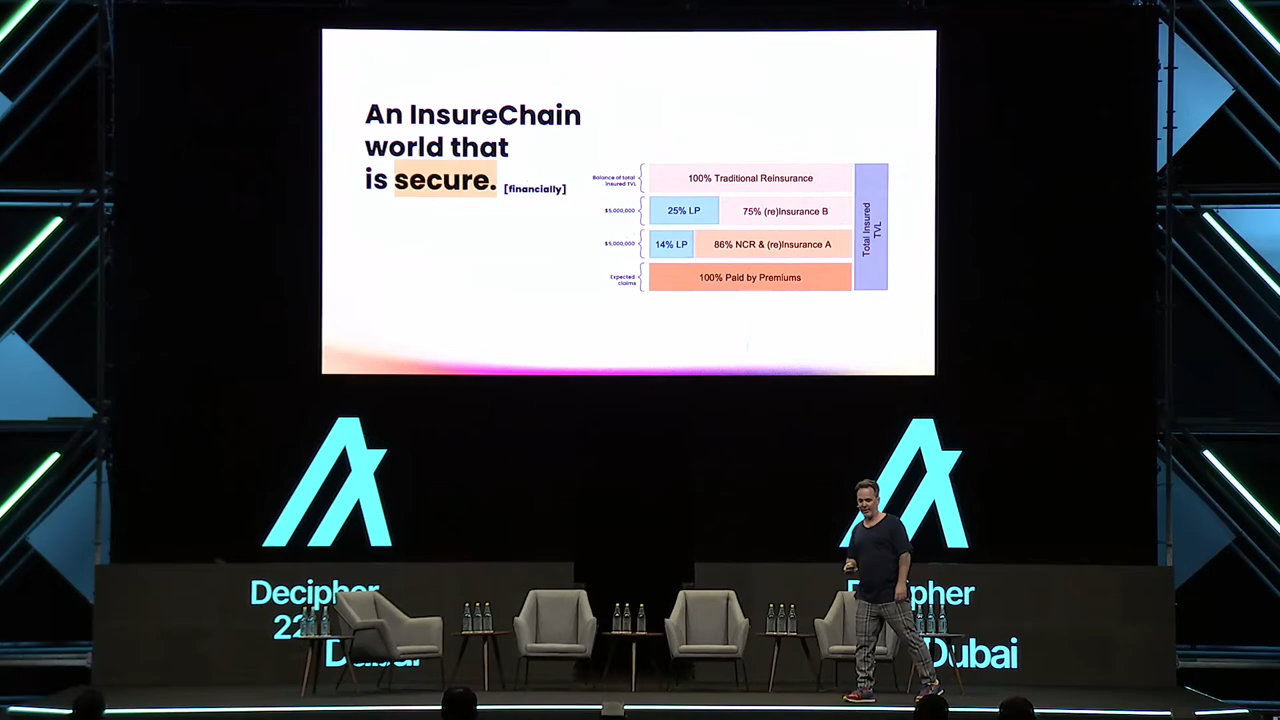 An InsureChain
world that
is secure. [financially]
Balance of total
Insured TVL
100% Traditional Reinsurance
$5,000,000
25% LP
75% (re)Insurance B
$5,000,000
14% LP
86% NCR & (re)Insurance A
Expected
claims
100% Paid by Premiums
Total Insured
TVL
Decipher
22
Dubai
Decipher
Dubai